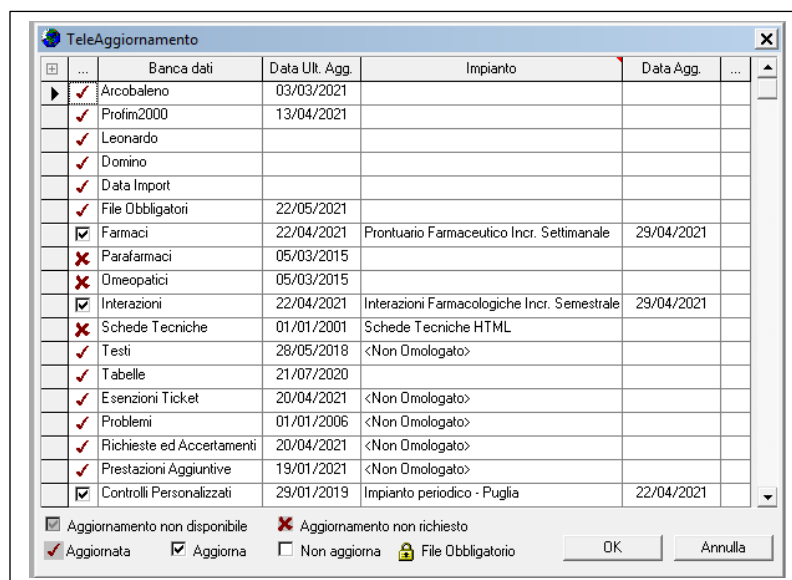 TeleAggiornamento
... Banca dati Data Ult. Agg. Impianto Data Agg. ...
Arcobaleno 03/03/2021
Profim2000 13/04/2021
Leonardo
Domino
Data Import
File Obbligatori 22/05/2021
Farmaci 22/04/2021 Prontuario Farmaceutico Incr. Settimanale 29/04/2021
Parafarmaci 05/03/2015
Omeopatici 05/03/2015
Interazioni 22/04/2021 Interazioni Farmacologiche Incr. Semestrale 29/04/2021
Schede Tecniche 01/01/2001 Schede Tecniche HTML
Testi 28/05/2018 <Non Omologato>
Tabelle 21/07/2020
Esenzioni Ticket 20/04/2021 <Non Omologato>
Problemi 01/01/2006 <Non Omologato>
Richieste ed Accertamenti 20/04/2021 <Non Omologato>
Prestazioni Aggiuntive 19/01/2021 <Non Omologato>
Controlli Personalizzati 29/01/2019 Impianto periodico - Puglia 22/04/2021
Aggiornamento non disponibile Aggiornamento non richiesto
Aggiornata Aggiorna Non aggiorna File Obbligatorio OK Annulla